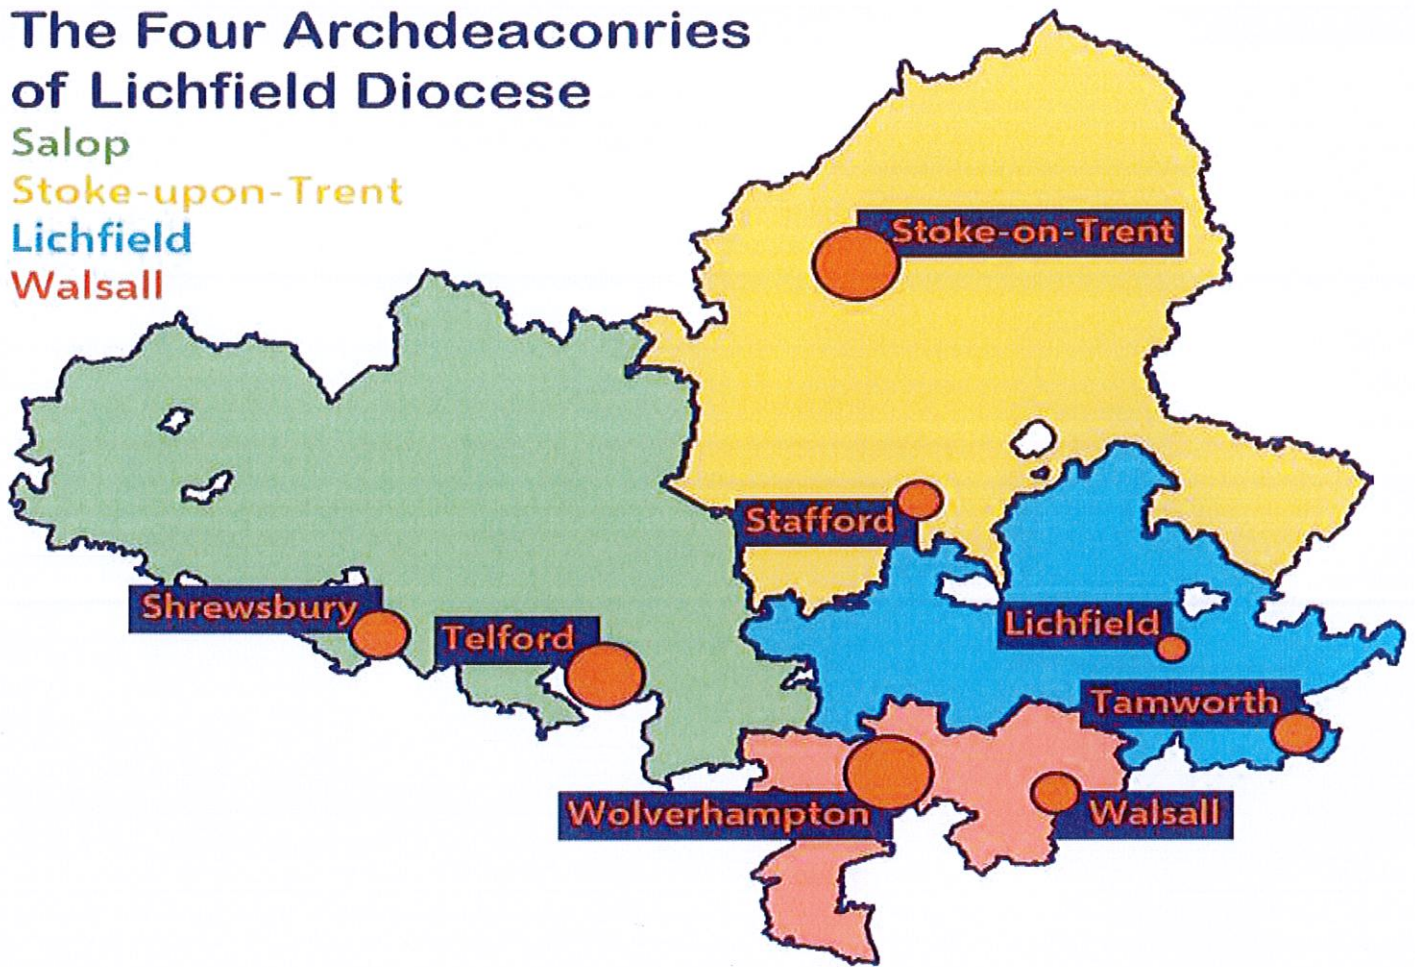 The Four Archdeaconries
of Lichfield Diocese
Salop
Stoke-upon-Trent
Lichfield
Walsall
Stoke-on-Trent
Stafford
Shrewsbury
Telford
Lichfield
Tamworth
Wolverhampton
Walsall